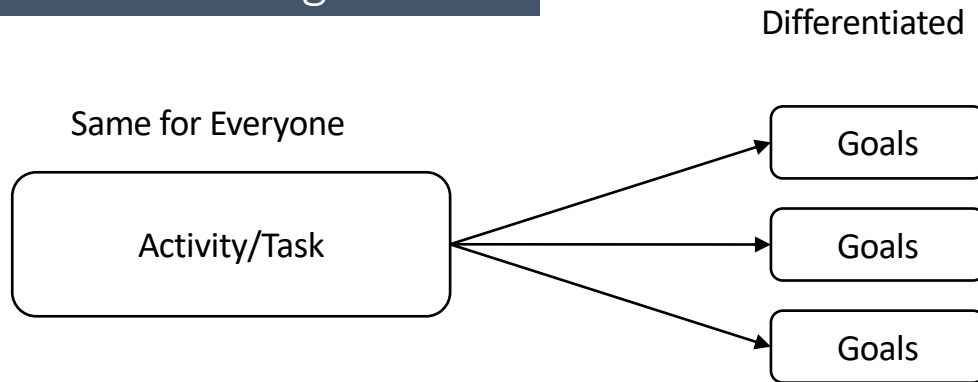 Differentiated
Same for Everyone
Goals
Activity/Task
Goals
Goals